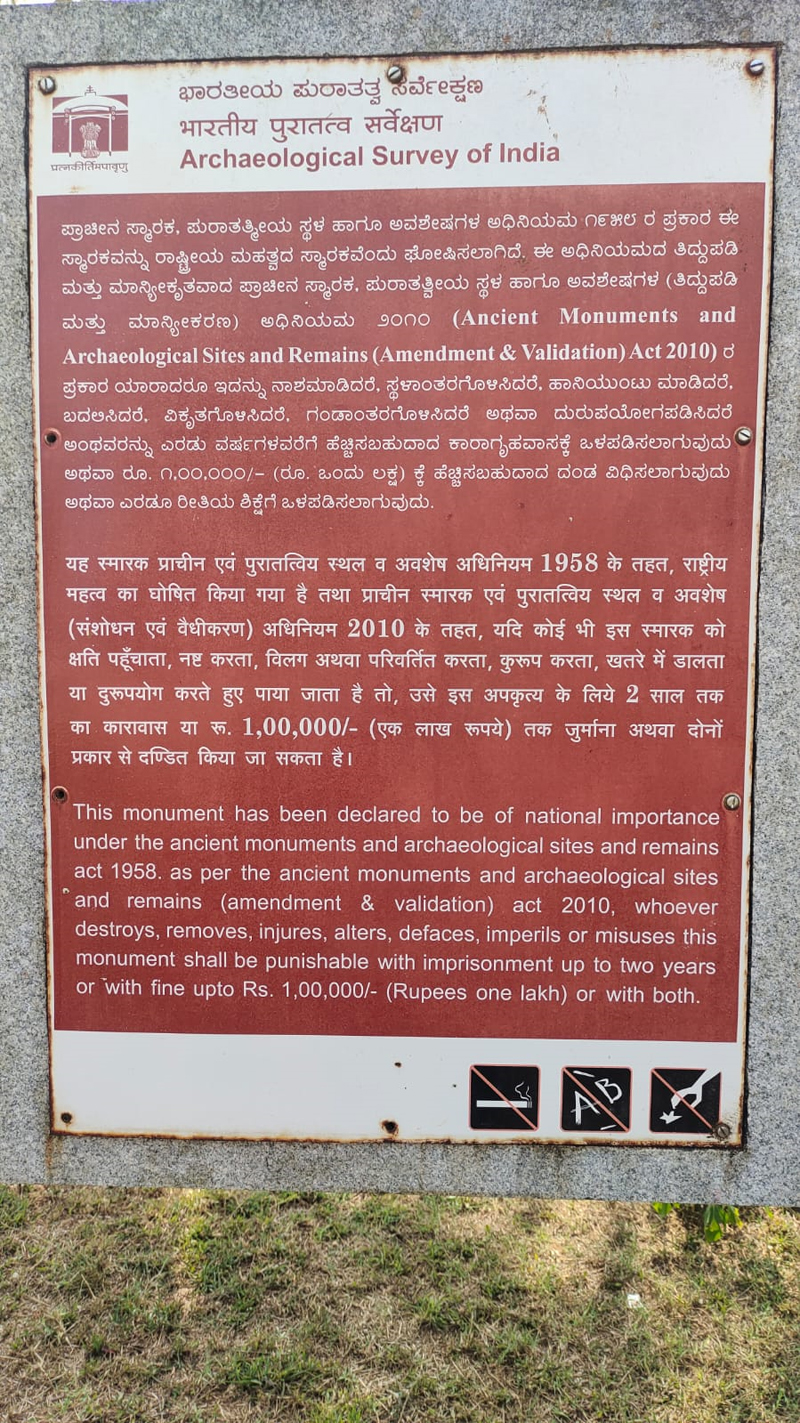 ಭಾರತೀಯ ಪುರಾತತ್ವ ಸರ್ವೇಕ್ಷಣ
भारतीय पुरातत्व सर्वेक्षण
Archaeological Survey of India
प्रत्नकीर्तिमपावृणु
ಪ್ರಾಚೀನ ಸ್ಮಾರಕ, ಪುರಾತತ್ಮೀಯ ಸ್ಥಳ ಹಾಗೂ ಅವಶೇಷಗಳ ಅಧಿನಿಯಮ ೧೯೫೮ ರ ಪ್ರಕಾರ ಈ
ಸ್ಮಾರಕವನ್ನು ರಾಷ್ಟ್ರೀಯ ಮಹತ್ವದ ಸ್ಮಾರಕವೆಂದು ಘೋಷಿಸಲಾಗಿದೆ, ಈ ಅಧಿನಿಯಮದ ತಿದ್ದುಪಡಿ
ಮತ್ತು ಮಾನ್ಯೀಕೃತವಾದ ಪ್ರಾಚೀನ ಸ್ಮಾರಕ, ಪುರಾತತ್ವೀಯ ಸ್ಥಳ ಹಾಗೂ ಅವಶೇಷಗಳ (ತಿದ್ದುಪಡಿ
ಮತ್ತು ಮಾನ್ಯೀಕರಣ) ಅಧಿನಿಯಮ ೨೦೧೦ (Ancient Monuments and
Archaeological Sites and Remains (Amendment & Validation) Act 2010) ರ
ಪ್ರಕಾರ ಯಾರಾದರೂ ಇದನ್ನು ನಾಶಮಾಡಿದರೆ, ಸ್ಥಳಾಂತರಗೊಳಿಸಿದರೆ, ಹಾನಿಯುಂಟು ಮಾಡಿದರೆ,
ಬದಲಿಸಿದರೆ, ವಿಕೃತಗೊಳಿಸಿದರೆ, ಗಂಡಾಂತರಗೊಳಿಸಿದರೆ ಅಥವಾ ದುರುಪಯೋಗಪಡಿಸಿದರೆ
ಅಂಥವರನ್ನು ಎರಡು ವರ್ಷಗಳವರೆಗೆ ಹೆಚ್ಚಿಸಬಹುದಾದ ಕಾರಾಗೃಹವಾಸಕ್ಕೆ ಒಳಪಡಿಸಲಾಗುವುದು
ಅಥವಾ ರೂ. ೧,೦೦,೦೦೦/– (ರೂ. ಒಂದು ಲಕ್ಷ) ಕ್ಕೆ ಹೆಚ್ಚಿಸಬಹುದಾದ ದಂಡ ವಿಧಿಸಲಾಗುವುದು
ಅಥವಾ ಎರಡೂ ರೀತಿಯ ಶಿಕ್ಷೆಗೆ ಒಳಪಡಿಸಲಾಗುವುದು.
यह स्मारक प्राचीन एवं पुरातत्विय स्थल व अवशेष अधिनियम 1958 के तहत, राष्ट्रीय
महत्व का घोषित किया गया है तथा प्राचीन स्मारक एवं पुरातत्विय स्थल व अवशेष
(संशोधन एवं वैधीकरण) अधिनियम 2010 के तहत, यदि कोई भी इस स्मारक को
क्षति पहूँचाता, नष्ट करता, विलग अथवा परिवर्तित करता, कुरूप करता, खतरे में डालता
या दुरूपयोग करते हुए पाया जाता है तो, उसे इस अपकृत्य के लिये 2 साल तक
का कारावास या रू. 1,00,000/- (एक लाख रूपये) तक जुर्माना अथवा दोनों
प्रकार से दण्डित किया जा सकता है।
This monument has been declared to be of national importance
under the ancient monuments and archaeological sites and remains
act 1958. as per the ancient monuments and archaeological sites
and remains (amendment & validation) act 2010, whoever
destroys, removes, injures, alters, defaces, imperils or misuses this
monument shall be punishable with imprisonment up to two years
or with fine upto Rs. 1,00,000/- (Rupees one lakh) or with both.
AB